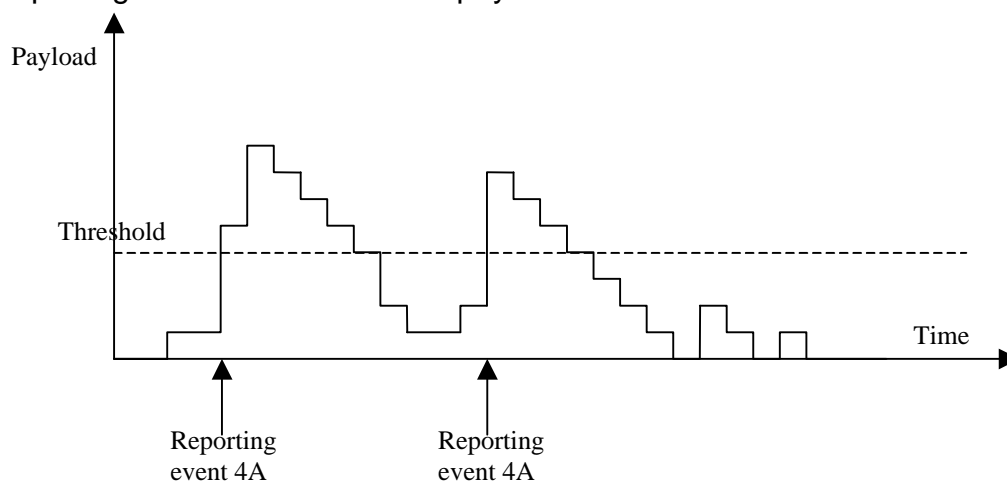 Payload
Threshold
Time
Reporting
event 4A
Reporting
event 4A